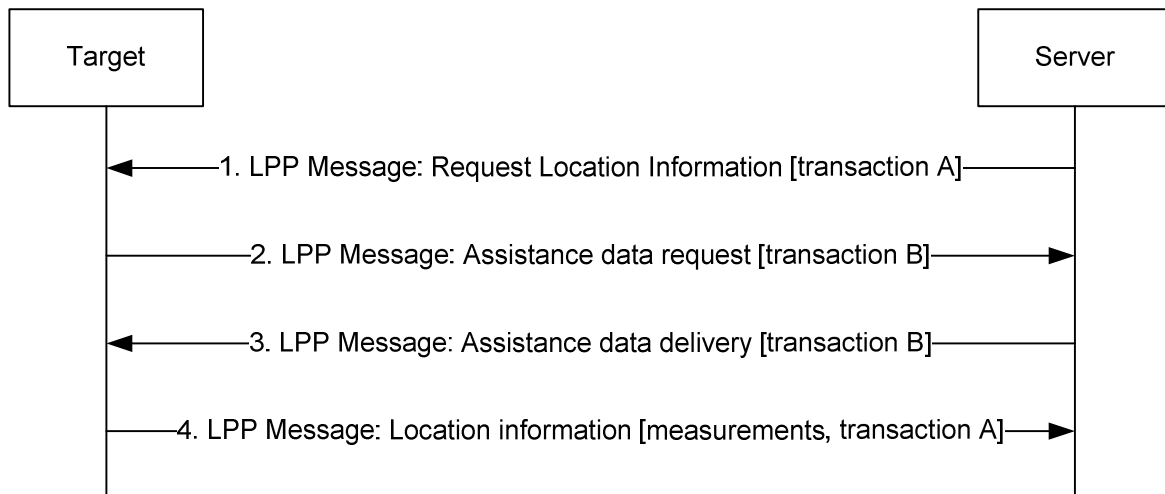 Target
Server
1. LPP Message: Request Location Information [transaction A]
2. LPP Message: Assistance data request [transaction B]
3. LPP Message: Assistance data delivery [transaction B]
4. LPP Message: Location information [measurements, transaction A]